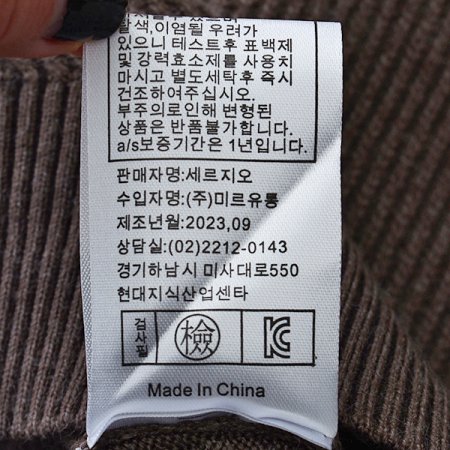 탈색,이염될 우려가
있으니 테스트후 표백제
및 강력효소제를 사용치
마시고 별도세탁후 즉시
건조하여주십시오.
부주의로인해 변형된
상품은 반품불가합니다.
a/s보증기간은 1년입니다.
판매자명:세르지오
수입자명:(주)미르유통
제조년월:2023,09
상담실:(02)2212-0143
경기하남시 미사대로550
현대지식산업센타
검사필 檢 KC
Made In China